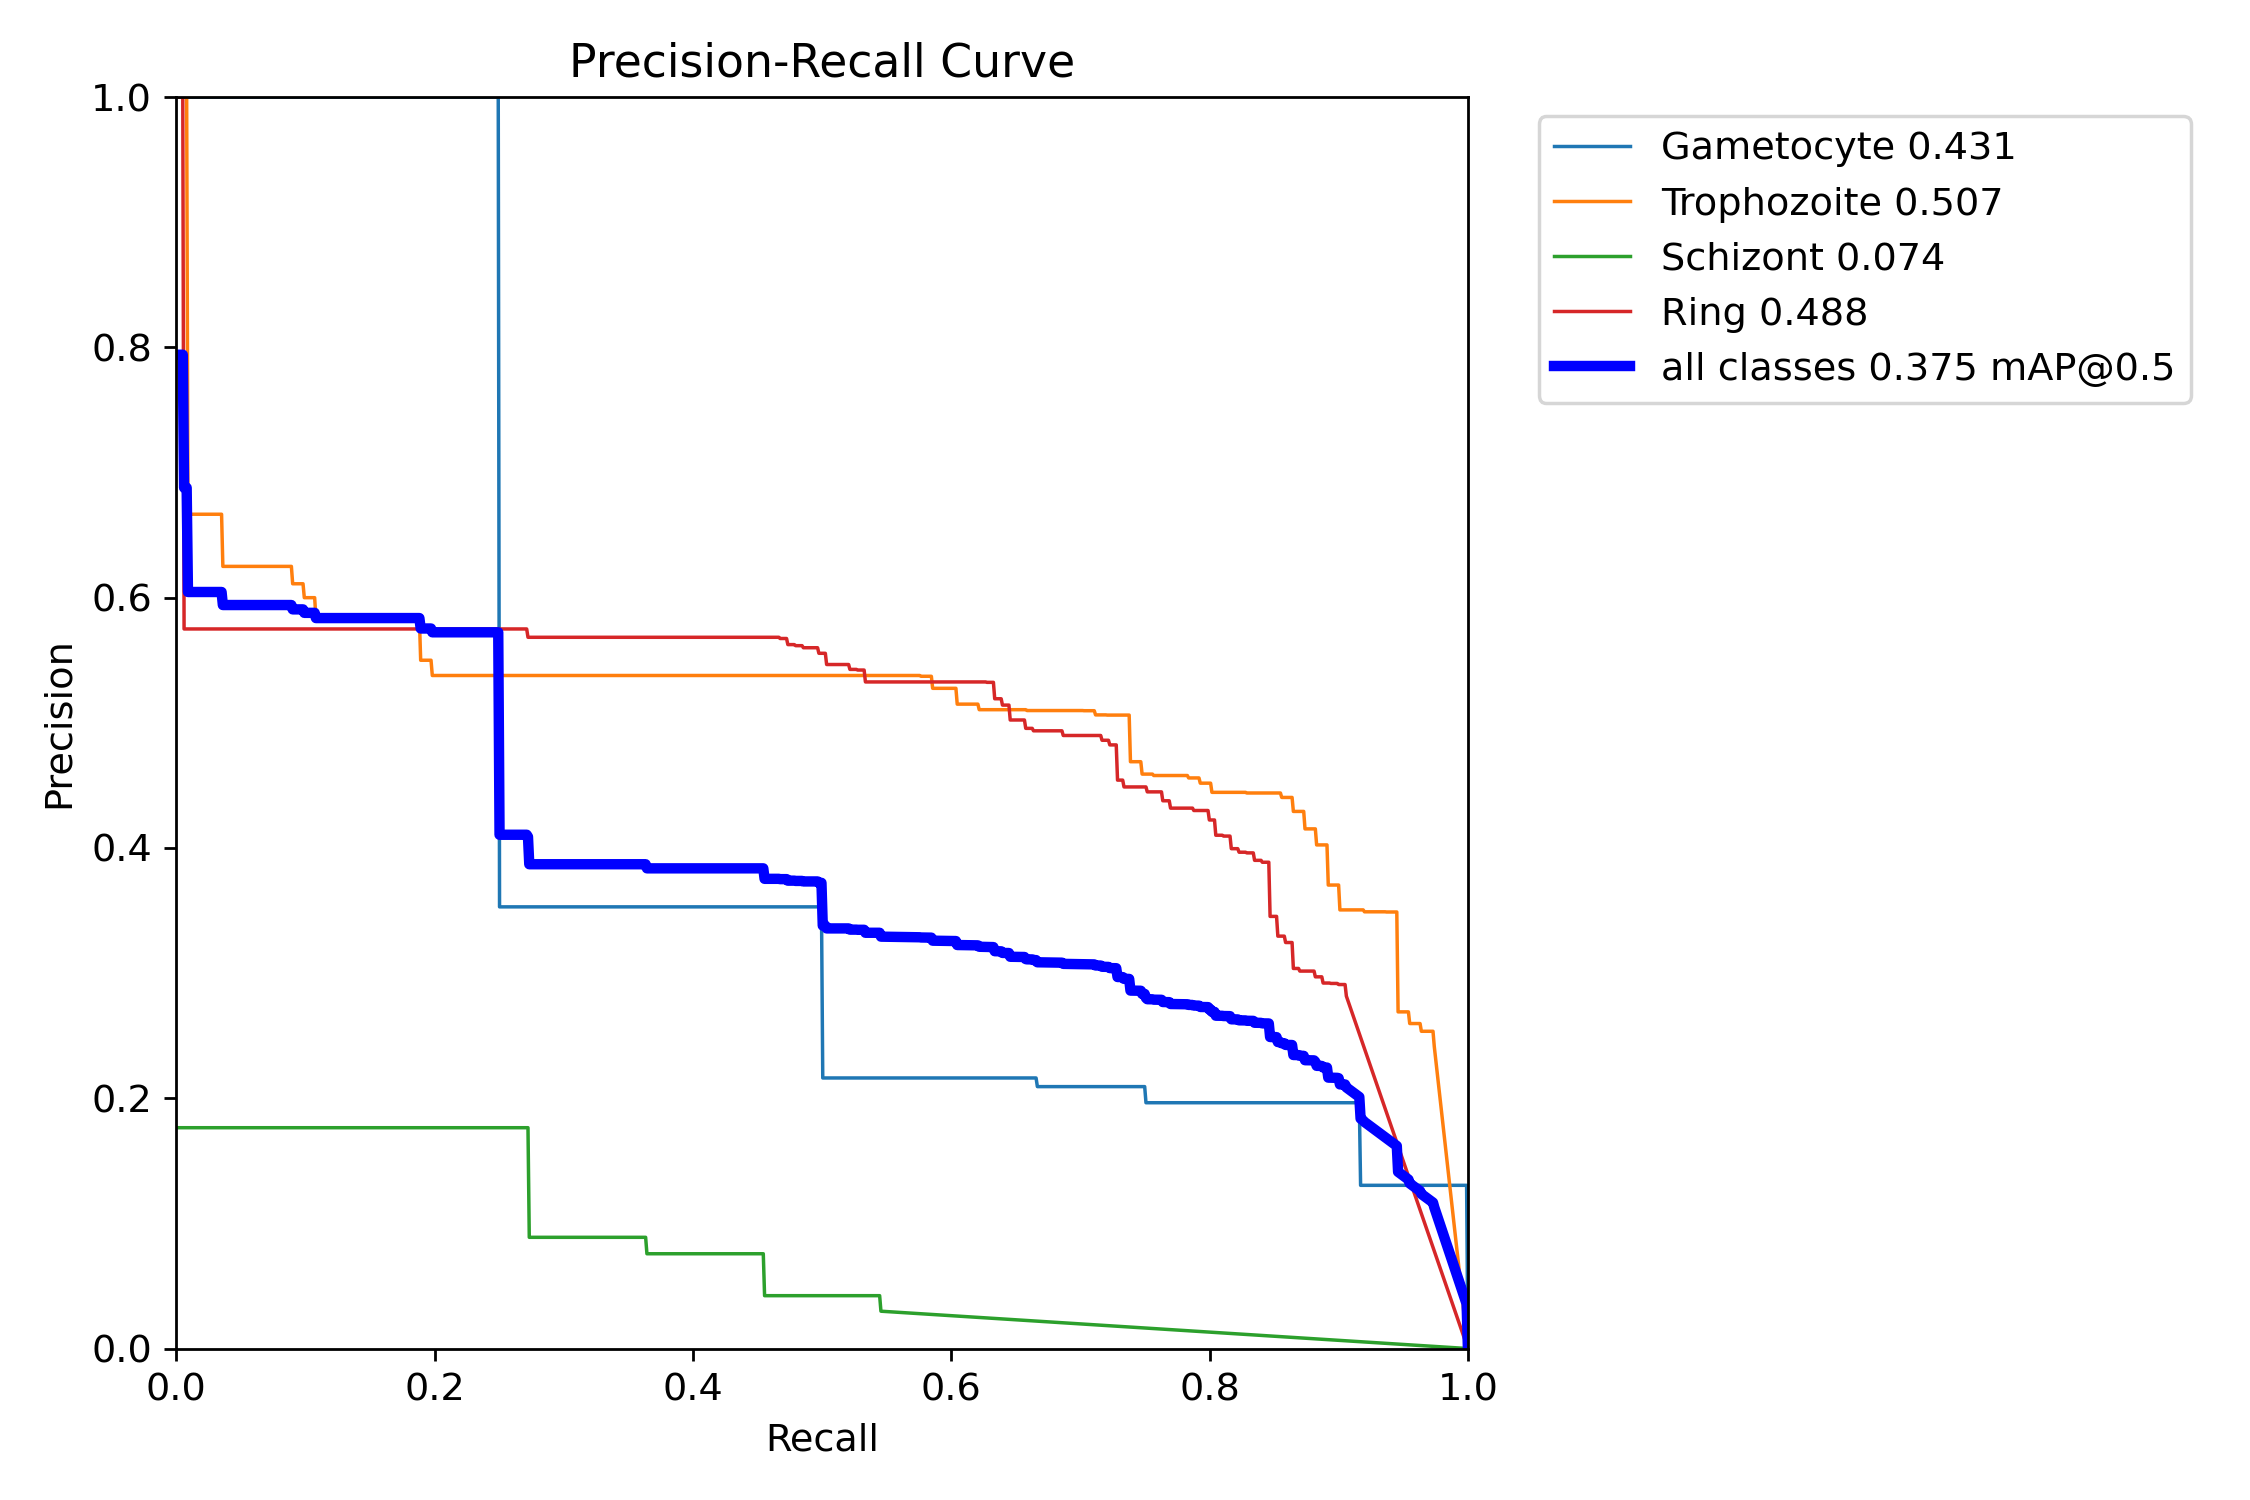 Precision-Recall Curve
1.0
0.8
0.6
0.4
0.2
0.0
Precision
0.0 0.2 0.4 0.6 0.8 1.0
Recall
Gametocyte 0.431
Trophozoite 0.507
Schizont 0.074
Ring 0.488
all classes 0.375 mAP@0.5